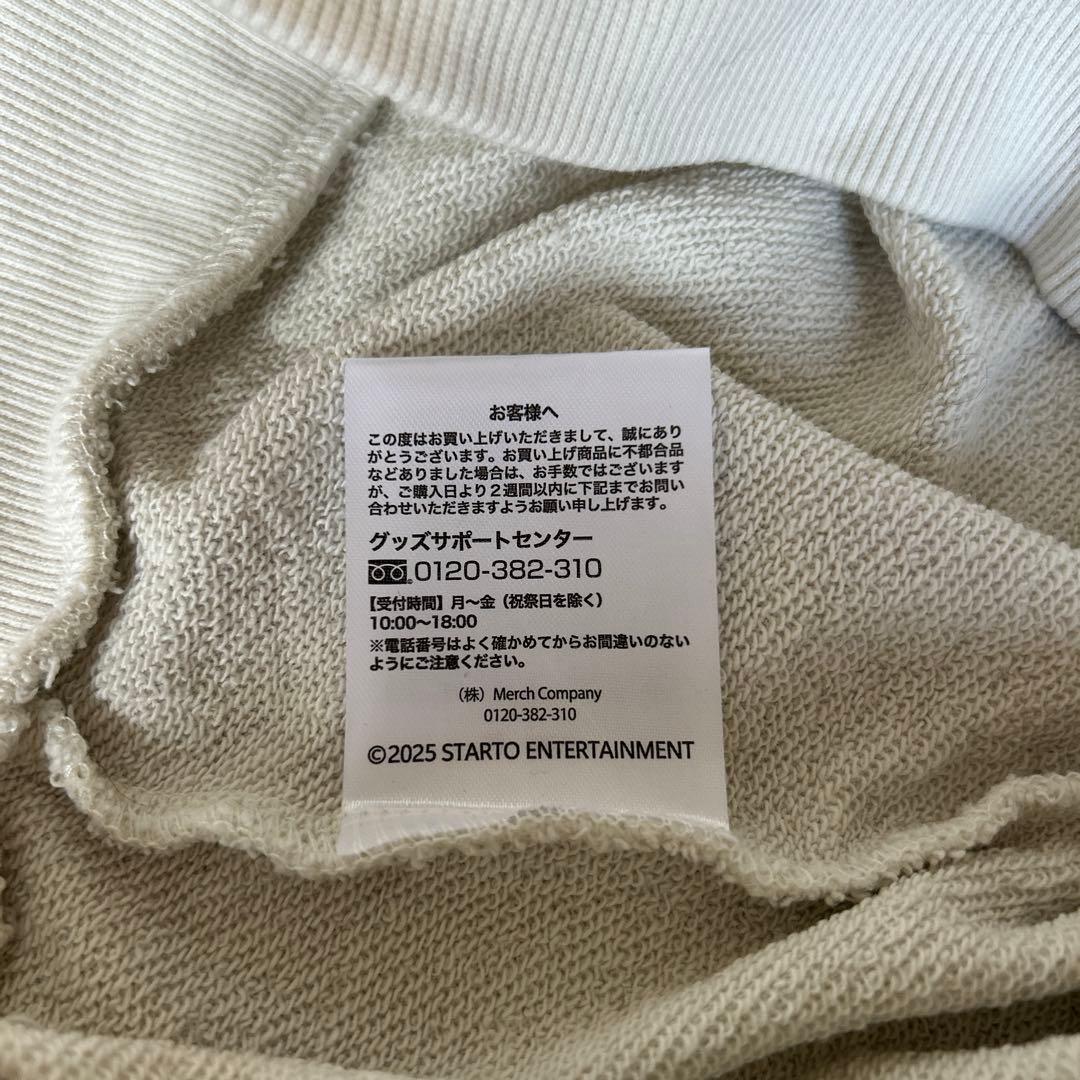 お客様へ
この度はお買い上げいただきまして、誠にあり
がとうございます。お買い上げ商品に不都合品
などありました場合は、お手数ではございます
が、ご購入日より2週間以内に下記までお問い
合わせいただきますようお願い申し上げます。
グッズサポートセンター
0120-382-310
【受付時間】月〜金（祝祭日を除く）
10:00〜18:00
※電話番号はよく確かめてからお間違いのない
ようにご注意ください。
（株）Merch Company
0120-382-310
©2025 STARTO ENTERTAINMENT